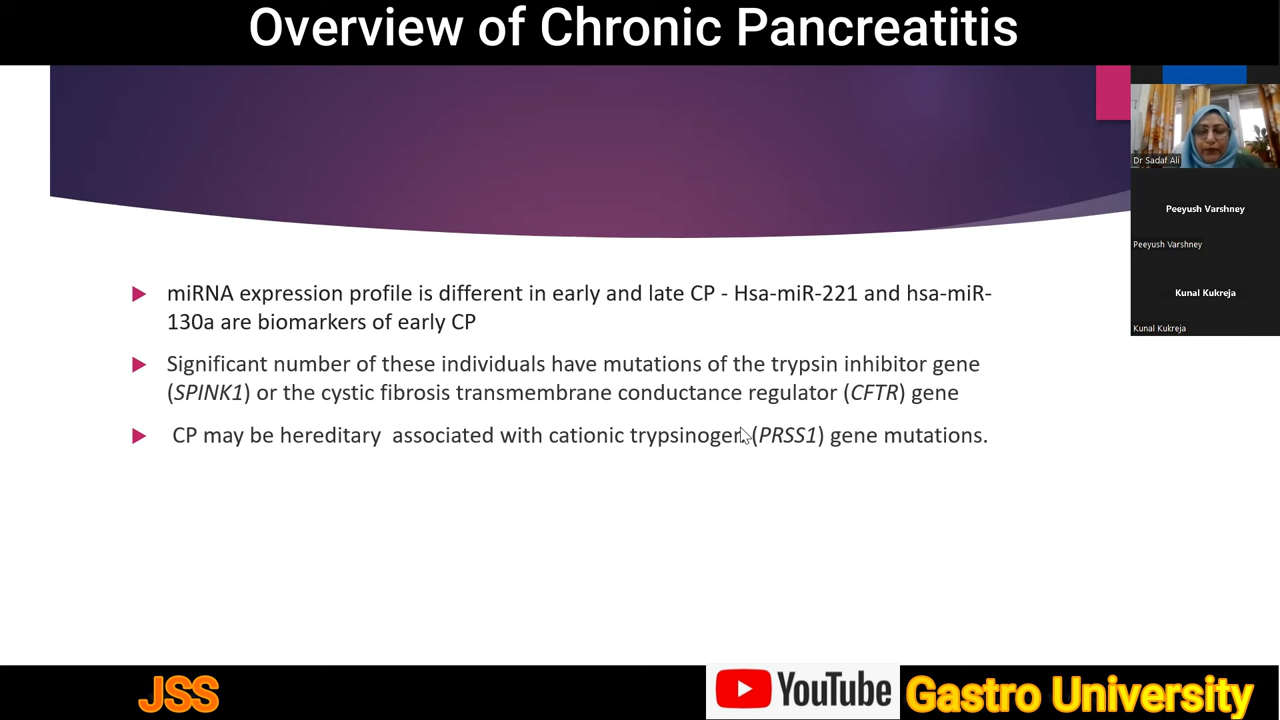 Overview of Chronic Pancreatitis
Dr Sadaf Ali
Peeyush Varshney
Peeyush Varshney
Kunal Kukreja
Kunal Kukreja
miRNA expression profile is different in early and late CP - Hsa-miR-221 and hsa-miR-
130a are biomarkers of early CP
Significant number of these individuals have mutations of the trypsin inhibitor gene
(SPINK1) or the cystic fibrosis transmembrane conductance regulator (CFTR) gene
CP may be hereditary associated with cationic trypsinogen (PRSS1) gene mutations.
JSS
YouTube
Gastro University